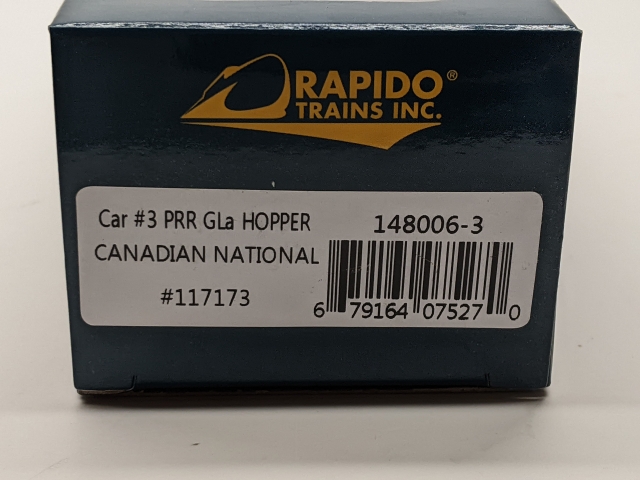 RAPIDO®
TRAINS INC.
Car #3 PRR GLa HOPPER
148006-3
CANADIAN NATIONAL
#117173
6 79164 07527 0